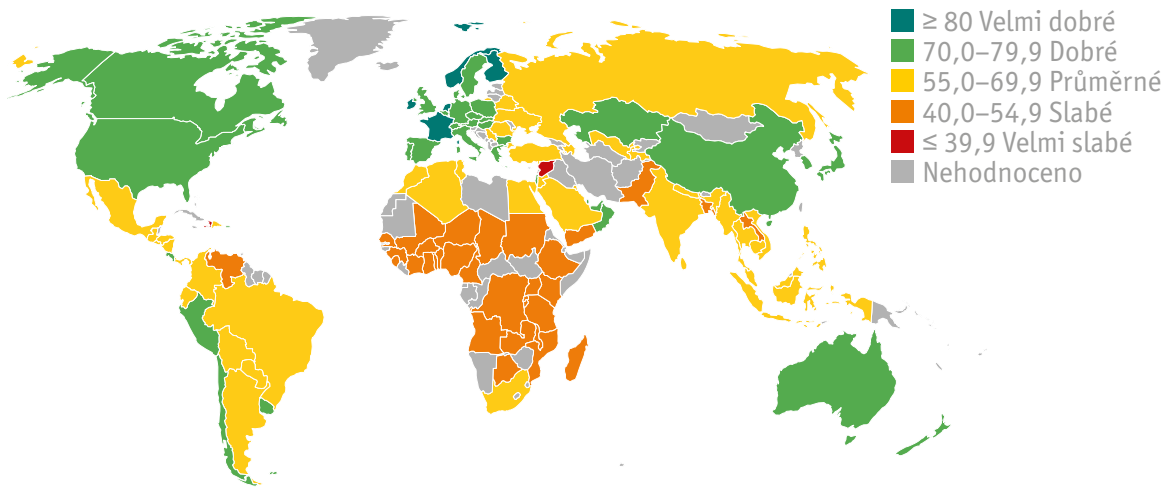 ≥ 80 Velmi dobré
70,0–79,9 Dobré
55,0–69,9 Průměrné
40,0–54,9 Slabé
≤ 39,9 Velmi slabé
Nehodnoceno